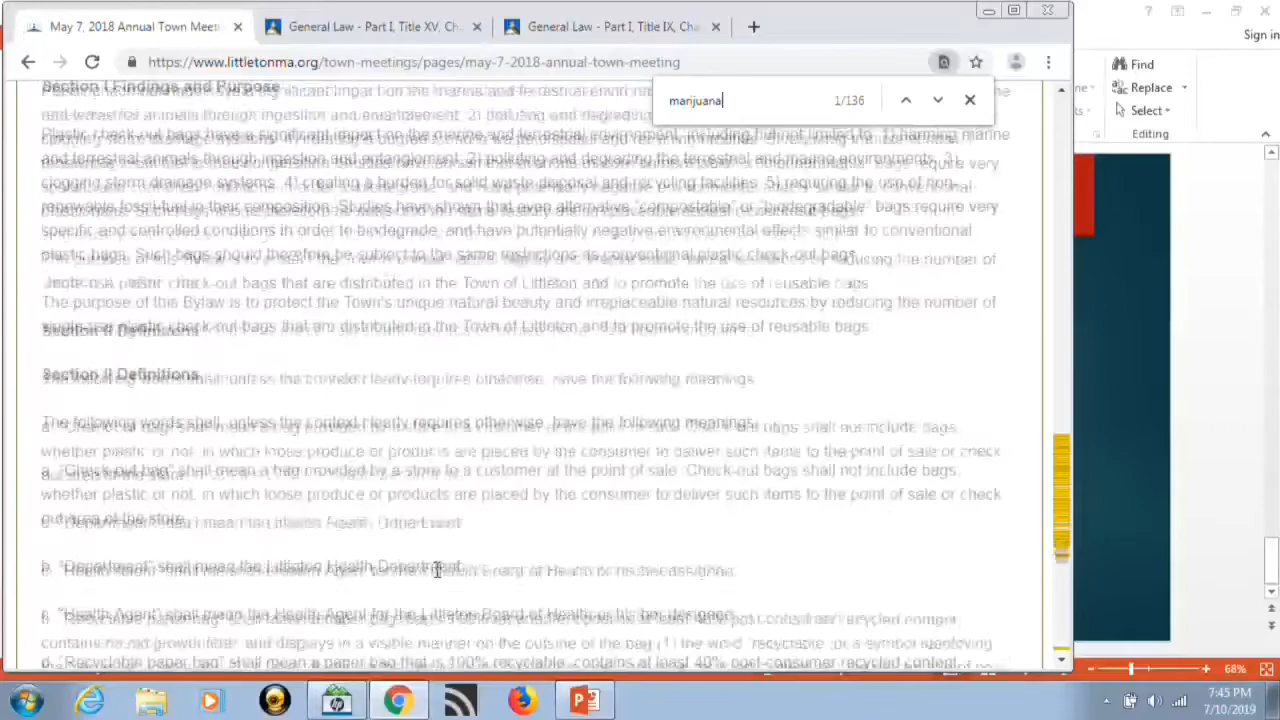 May 7, 2018 Annual Town Meeti
General Law - Part I, Title XV, Ch
General Law - Part I, Title IX, Cha
https://www.littletonma.org/town-meetings/pages/may-7-2018-annual-town-meeting
Sign in
Find
Replace
Select
Editing
marijuana
1/136
Section I Findings and Purpose
Plastic check-out bags have a significant impact on the marine and terrestrial environment, including but not limited to: 1) harming marine
and terrestrial animals through ingestion and entanglement; 2) polluting and degrading the terrestrial and marine environments; 3)
clogging storm drainage systems; 4) creating a burden for solid waste disposal and recycling facilities; 5) requiring the use of non-
renewable fossil-fuel in their composition. Studies have shown that even alternative "compostable" or "biodegradable" bags require very
specific and controlled conditions in order to biodegrade, and have potentially negative environmental effects similar to conventional
plastic bags. Such bags should therefore be subject to the same restrictions as conventional plastic check-out bags.
The purpose of this Bylaw is to protect the Town's unique natural beauty and irreplaceable natural resources by reducing the number of
single-use plastic check-out bags that are distributed in the Town of Littleton and to promote the use of reusable bags
Section II Definitions
The following words shall, unless the context clearly requires otherwise, have the following meanings:
a. "Check-out bag" shall mean a bag provided by a store to a customer at the point of sale. Check-out bags shall not include bags,
whether plastic or not, in which loose produce or products are placed by the consumer to deliver such items to the point of sale or check
out area of the store.
b. "Department" shall mean the Littleton Health Department
c. "Health Agent" shall mean the Health Agent for the Littleton Board of Health or his/her designee.
d. "Recyclable paper bag" shall mean a paper bag that is 100% recyclable, contains at least 40% post-consumer recycled content,
68%
7:45 PM
7/10/2019